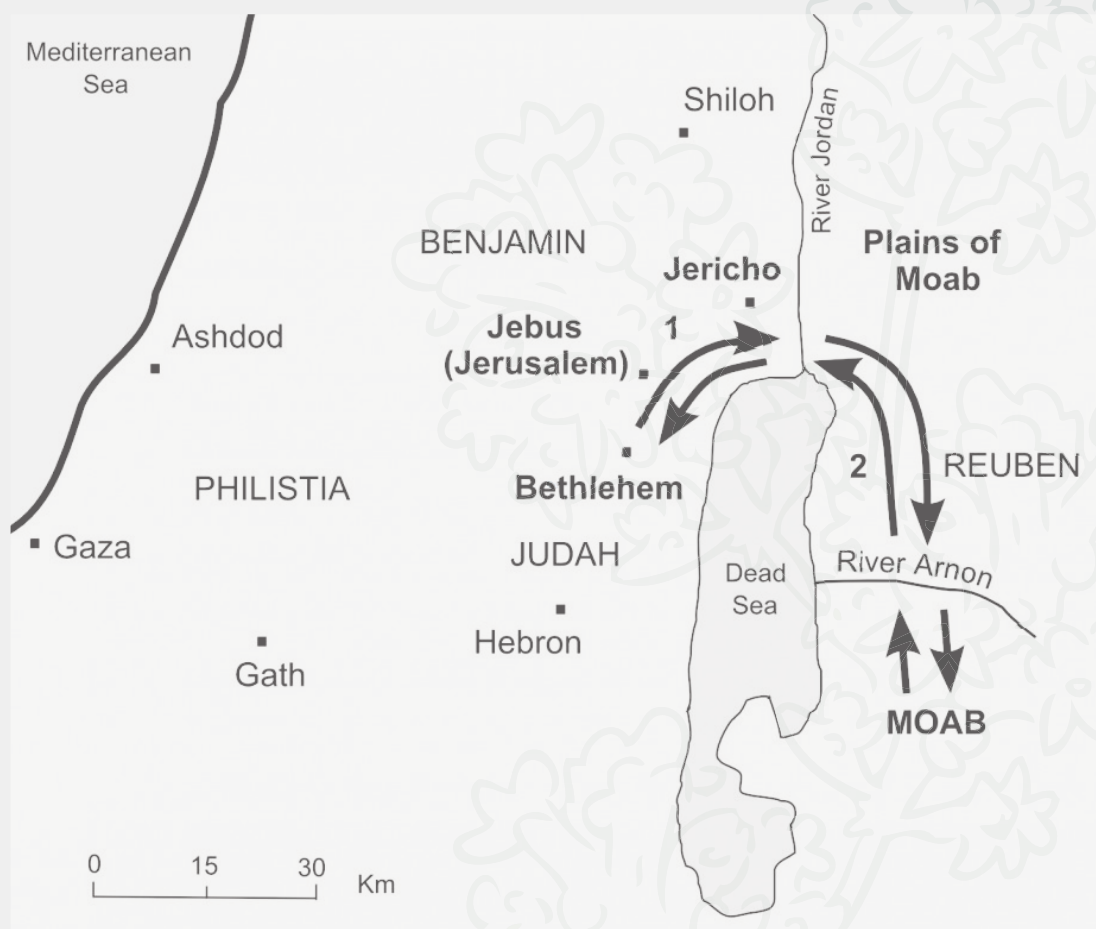 Mediterranean
Sea
Shiloh
River Jordan
BENJAMIN
Plains of
Moab
Jericho
Jebus
(Jerusalem)
1
Ashdod
2
REUBEN
PHILISTIA
Bethlehem
Gaza
JUDAH
River Arnon
Dead
Sea
Hebron
Gath
MOAB
0 15 30
Km